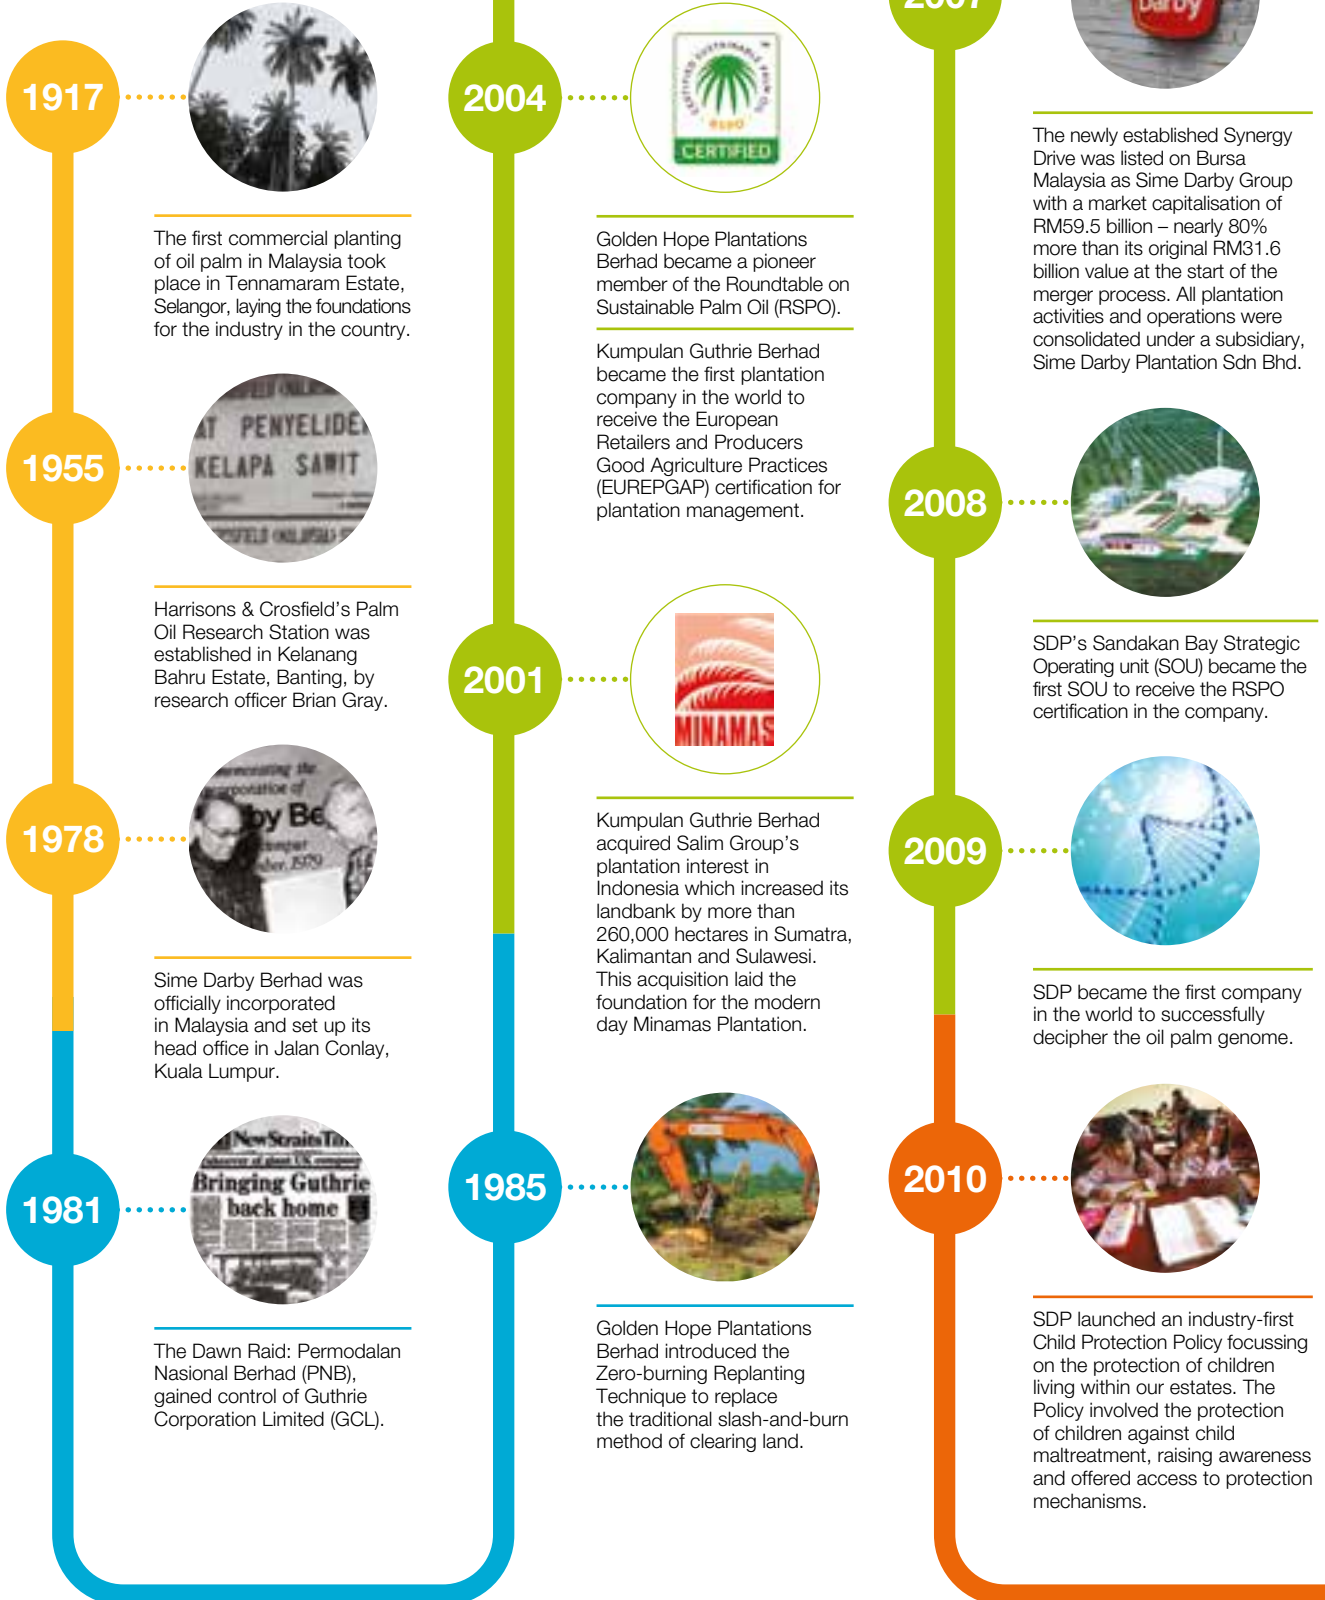 1917
The first commercial planting
of oil palm in Malaysia took
place in Tennamaram Estate,
Selangor, laying the foundations
for the industry in the country.
1955
AT PENYELIDE
KELAPA SAWIT
Harrisons & Crosfield's Palm
Oil Research Station was
established in Kelanang
Bahru Estate, Banting, by
research officer Brian Gray.
1978
by Be
Sime Darby Berhad was
officially incorporated
in Malaysia and set up its
head office in Jalan Conlay,
Kuala Lumpur.
1981
Bringing Guthrie
back home
The Dawn Raid: Permodalan
Nasional Berhad (PNB),
gained control of Guthrie
Corporation Limited (GCL).
2004
CERTIFIED SUSTAINABLE PALM OIL
RSPO
CERTIFIED
Golden Hope Plantations
Berhad became a pioneer
member of the Roundtable on
Sustainable Palm Oil (RSPO).
Kumpulan Guthrie Berhad
became the first plantation
company in the world to
receive the European
Retailers and Producers
Good Agriculture Practices
(EUREPGAP) certification for
plantation management.
2001
MINAMAS
Kumpulan Guthrie Berhad
acquired Salim Group's
plantation interest in
Indonesia which increased its
landbank by more than
260,000 hectares in Sumatra,
Kalimantan and Sulawesi.
This acquisition laid the
foundation for the modern
day Minamas Plantation.
1985
Golden Hope Plantations
Berhad introduced the
Zero-burning Replanting
Technique to replace
the traditional slash-and-burn
method of clearing land.
2007
Darby
The newly established Synergy
Drive was listed on Bursa
Malaysia as Sime Darby Group
with a market capitalisation of
RM59.5 billion – nearly 80%
more than its original RM31.6
billion value at the start of the
merger process. All plantation
activities and operations were
consolidated under a subsidiary,
Sime Darby Plantation Sdn Bhd.
2008
SDP's Sandakan Bay Strategic
Operating unit (SOU) became the
first SOU to receive the RSPO
certification in the company.
2009
SDP became the first company
in the world to successfully
decipher the oil palm genome.
2010
SDP launched an industry-first
Child Protection Policy focussing
on the protection of children
living within our estates. The
Policy involved the protection
of children against child
maltreatment, raising awareness
and offered access to protection
mechanisms.